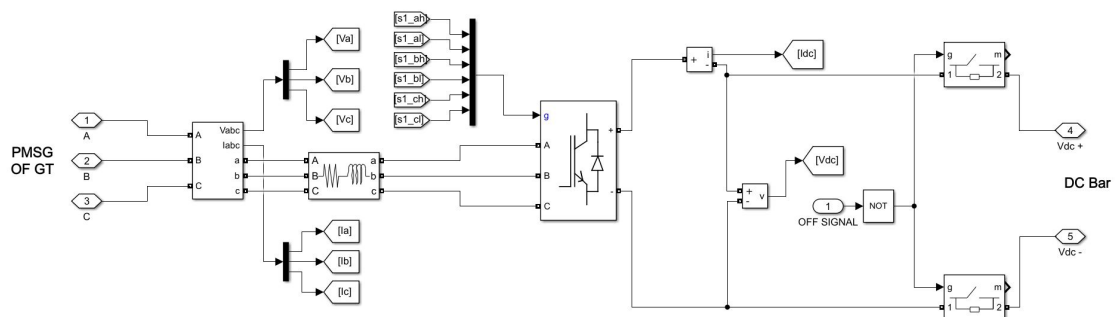 PMSG
OF GT
1
A
2
B
3
C
A
B
C
Vabc
Iabc
a
b
c
[Va]
[Vb]
[Vc]
[Ia]
[Ib]
[Ic]
A
B
C
a
b
c
[s1_ah]
[s1_al]
[s1_bh]
[s1_bl]
[s1_ch]
[s1_cl]
g
A
B
C
+
-
+
i
-
[Idc]
+
-
v
[Vdc]
1
OFF SIGNAL
NOT
g
m
1
2
g
m
1
2
4
Vdc +
DC Bar
5
Vdc -